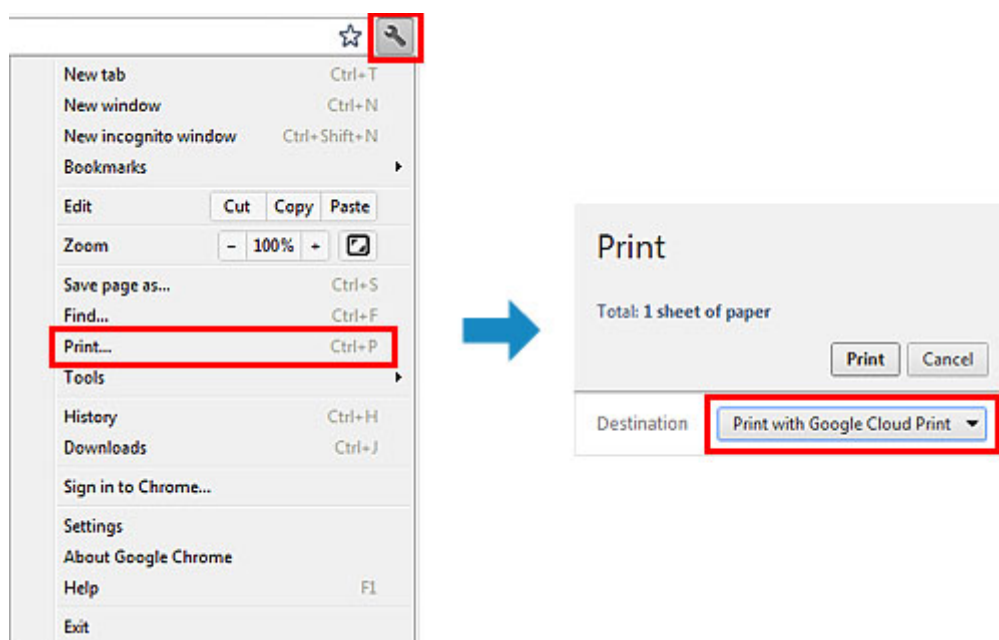 New tab Ctrl+T
New window Ctrl+N
New incognito window Ctrl+Shift+N
Bookmarks
Edit Cut Copy Paste
Zoom - 100% +
Save page as... Ctrl+S
Find... Ctrl+F
Print... Ctrl+P
Tools
History Ctrl+H
Downloads Ctrl+J
Sign in to Chrome...
Settings
About Google Chrome
Help F1
Exit
Print
Total: 1 sheet of paper
Print Cancel
Destination Print with Google Cloud Print